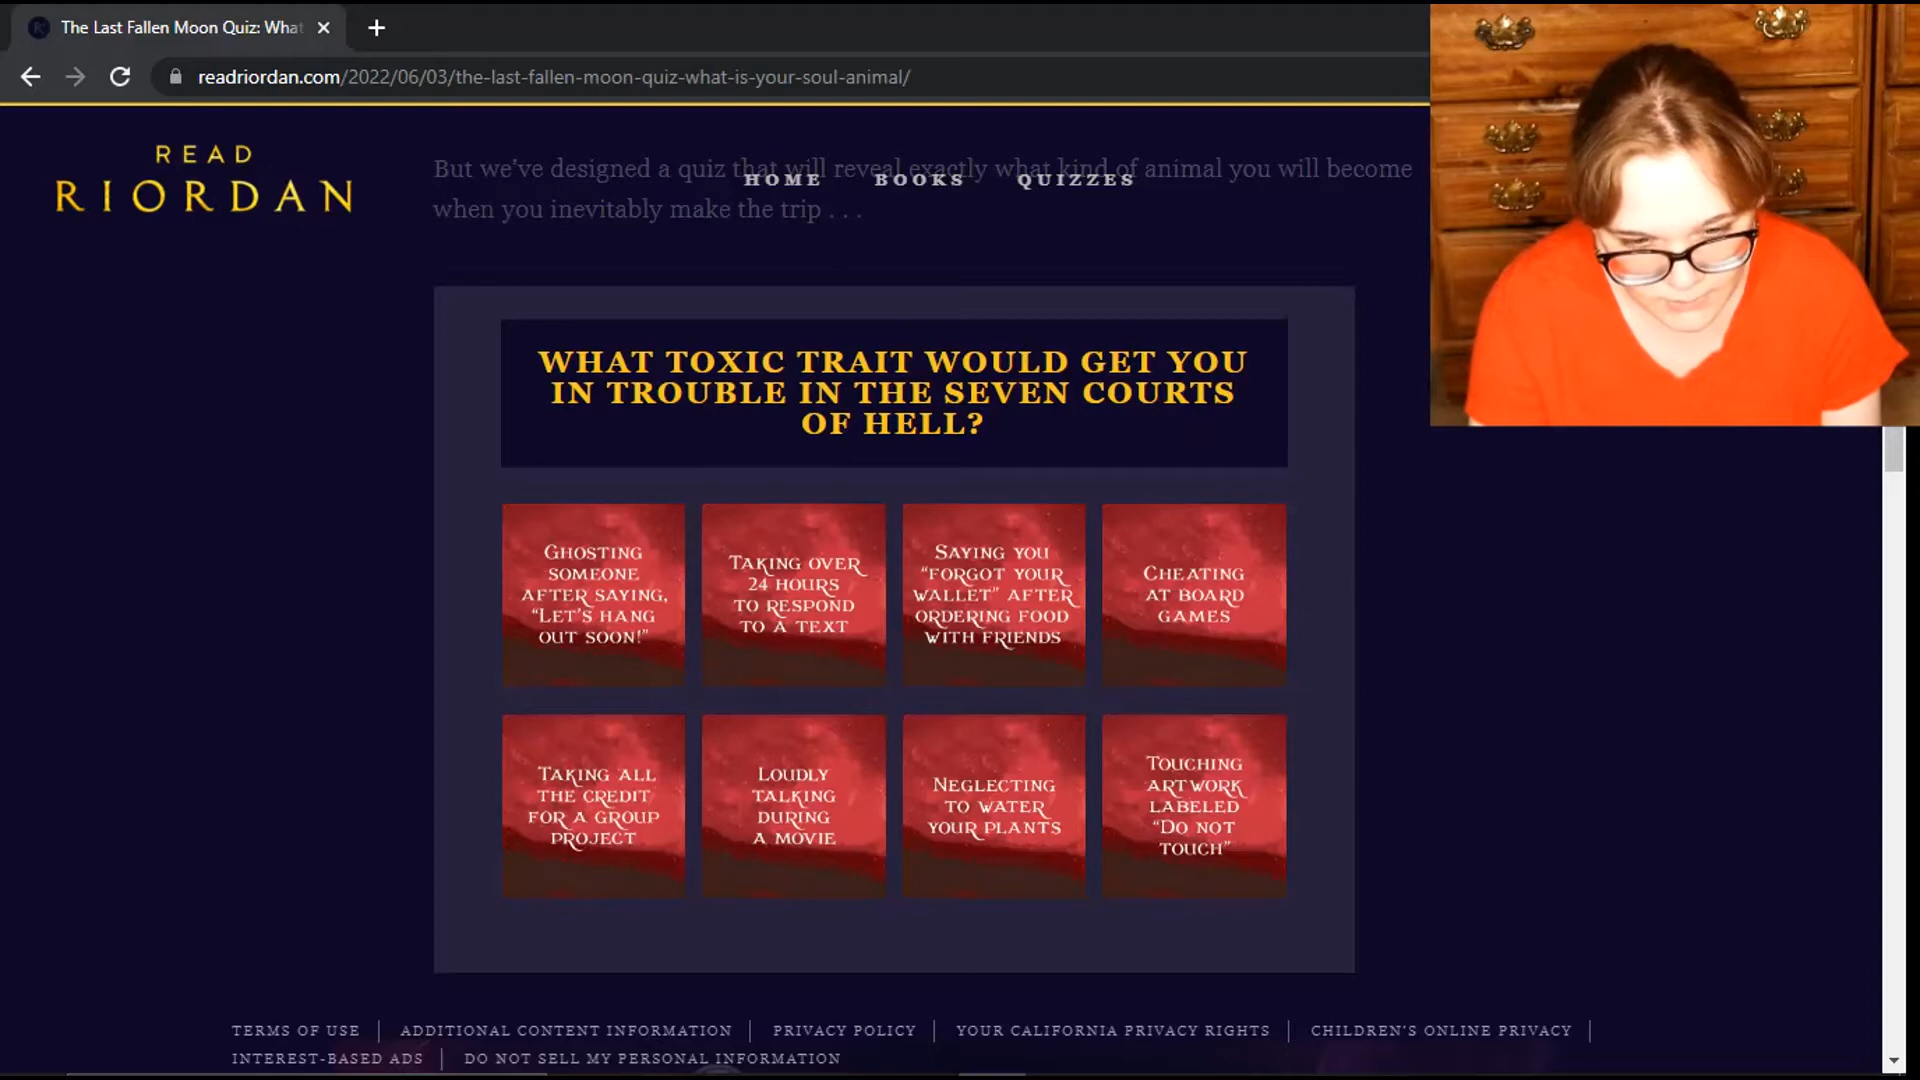 The Last Fallen Moon Quiz: What
readriordan.com/2022/06/03/the-last-fallen-moon-quiz-what-is-your-soul-animal/
READ
RIORDAN
HOME
BOOKS
QUIZZES
But we've designed a quiz that will reveal exactly what kind of animal you will become
when you inevitably make the trip . . .
WHAT TOXIC TRAIT WOULD GET YOU
IN TROUBLE IN THE SEVEN COURTS
OF HELL?
GHOSTING
SOMEONE
AFTER SAYING,
“LET'S HANG
OUT SOON!”
TAKING OVER
24 HOURS
TO RESPOND
TO A TEXT
SAYING YOU
“FORGOT YOUR
WALLET” AFTER
ORDERING FOOD
WITH FRIENDS
CHEATING
AT BOARD
GAMES
TAKING ALL
THE CREDIT
FOR A GROUP
PROJECT
LOUDLY
TALKING
DURING
A MOVIE
NEGLECTING
TO WATER
YOUR PLANTS
TOUCHING
ARTWORK
LABELED
“DO NOT
TOUCH”
TERMS OF USE
ADDITIONAL CONTENT INFORMATION
PRIVACY POLICY
YOUR CALIFORNIA PRIVACY RIGHTS
CHILDREN'S ONLINE PRIVACY
INTEREST-BASED ADS
DO NOT SELL MY PERSONAL INFORMATION